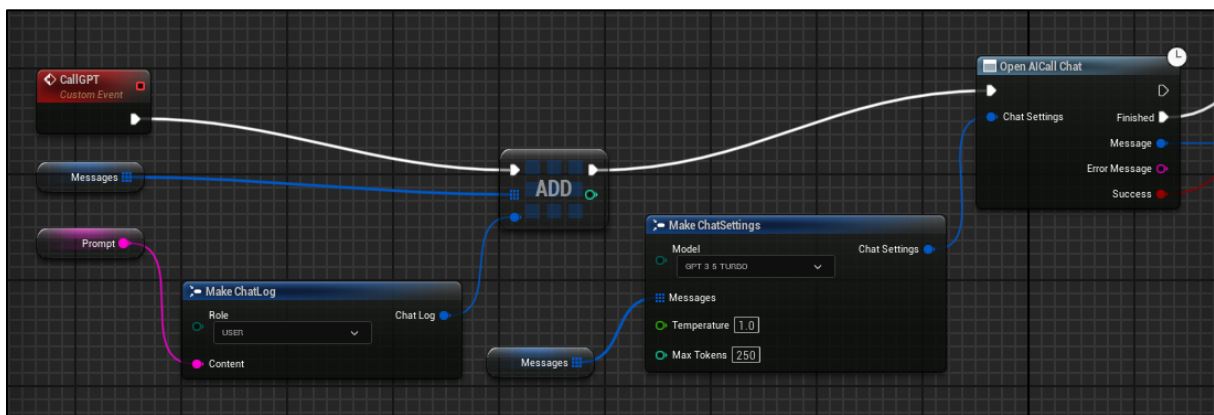 CallGPT
Custom Event
Messages
Prompt
Make ChatLog
Role
USER
Chat Log
Content
ADD
Messages
Make ChatSettings
Model
GPT 3 5 TURBO
Chat Settings
Messages
Temperature 1.0
Max Tokens 250
Open AICall Chat
Chat Settings
Finished
Message
Error Message
Success